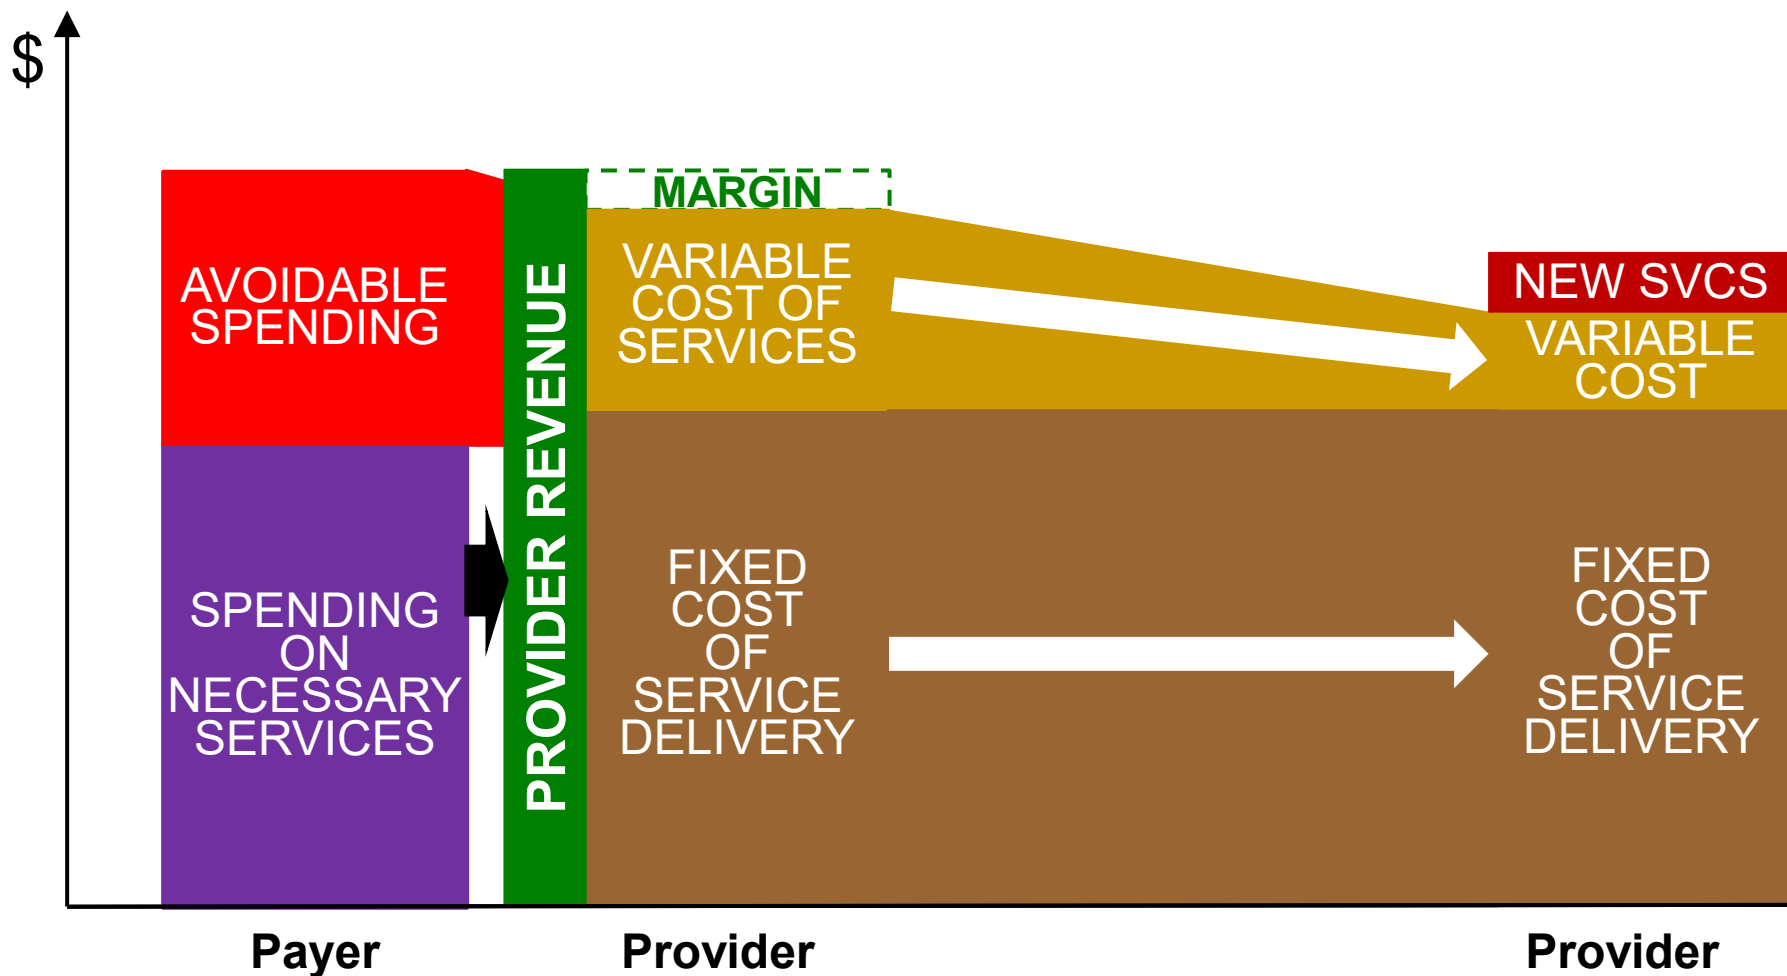 $
AVOIDABLE
SPENDING
SPENDING
ON
NECESSARY
SERVICES
PROVIDER REVENUE
MARGIN
VARIABLE
COST OF
SERVICES
FIXED
COST
OF
SERVICE
DELIVERY
NEW SVCS
VARIABLE
COST
FIXED
COST
OF
SERVICE
DELIVERY
Payer
Provider
Provider